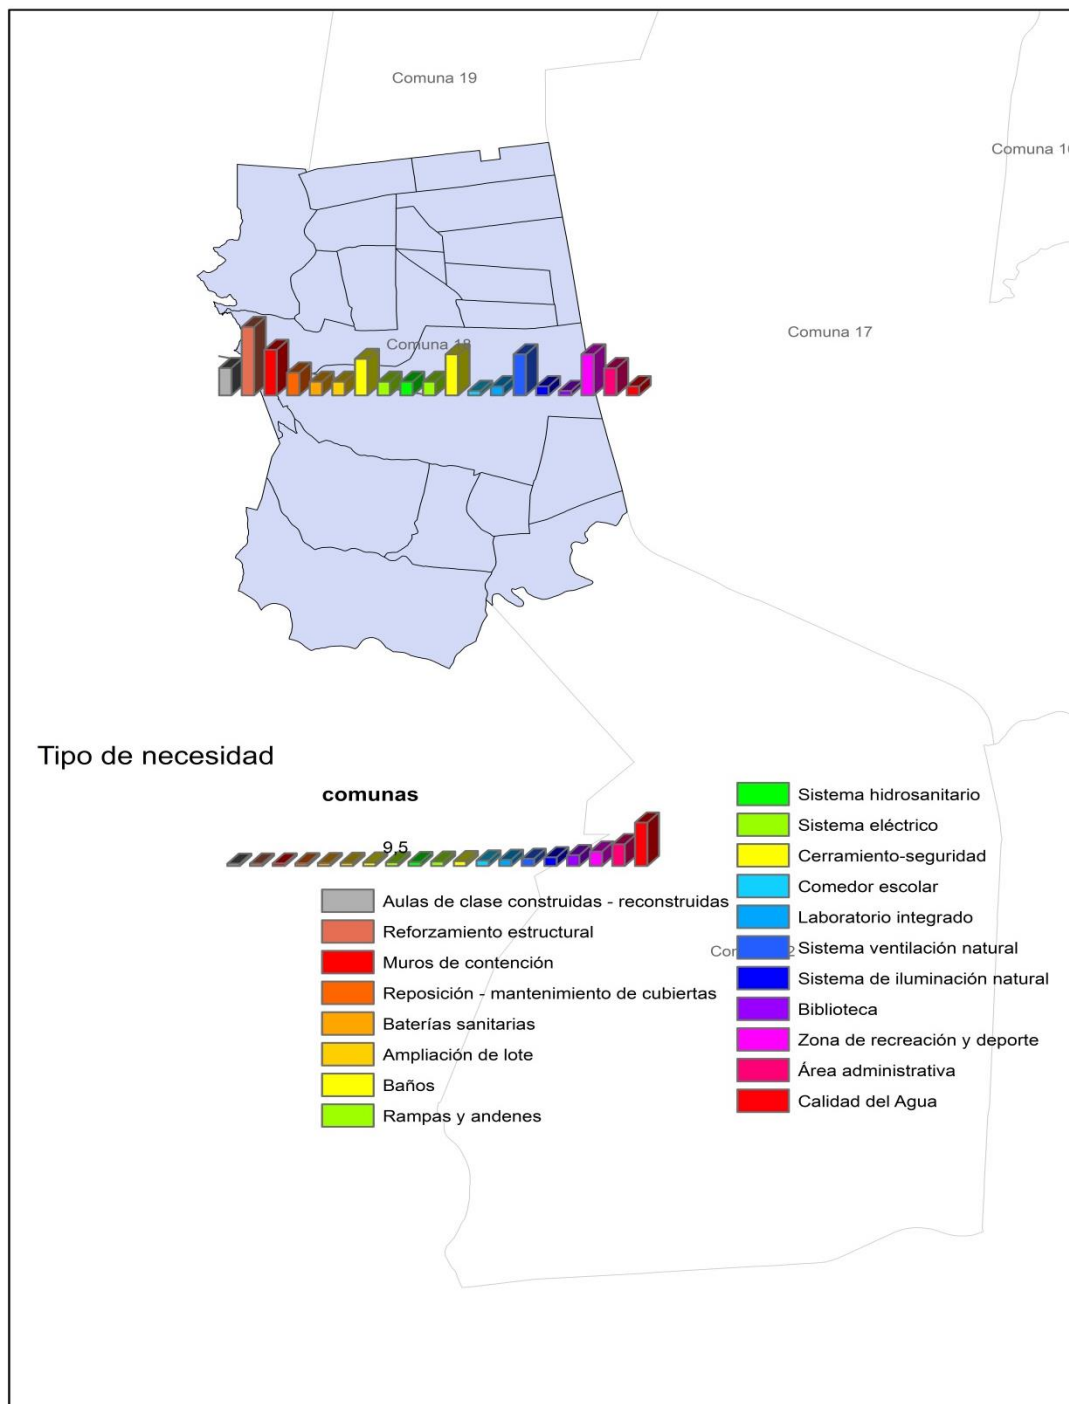 Comuna 19
Comuna 17
Comuna 18
Tipo de necesidad
comunas
9,5
Aulas de clase construidas - reconstruidas
Reforzamiento estructural
Muros de contención
Reposición - mantenimiento de cubiertas
Baterías sanitarias
Ampliación de lote
Baños
Rampas y andenes
Sistema hidrosanitario
Sistema eléctrico
Cerramiento-seguridad
Comedor escolar
Laboratorio integrado
Sistema ventilación natural
Sistema de iluminación natural
Biblioteca
Zona de recreación y deporte
Área administrativa
Calidad del Agua